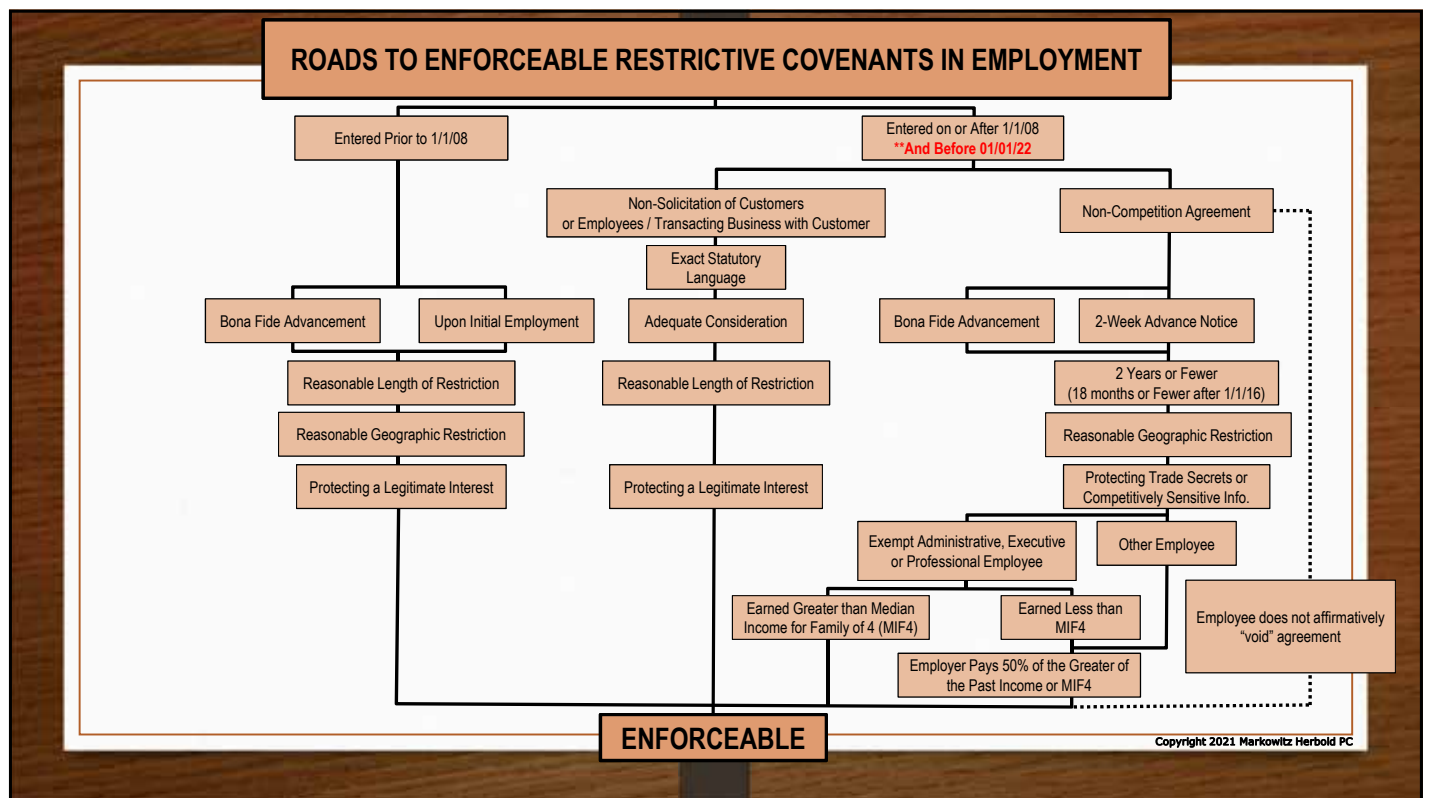 ROADS TO ENFORCEABLE RESTRICTIVE COVENANTS IN EMPLOYMENT
Entered Prior to 1/1/08
Entered on or After 1/1/08
**And Before 01/01/22
Non-Solicitation of Customers
or Employees / Transacting Business with Customer
Non-Competition Agreement
Exact Statutory
Language
Bona Fide Advancement
Upon Initial Employment
Adequate Consideration
Bona Fide Advancement
2-Week Advance Notice
Reasonable Length of Restriction
Reasonable Length of Restriction
2 Years or Fewer
(18 months or Fewer after 1/1/16)
Reasonable Geographic Restriction
Reasonable Geographic Restriction
Protecting a Legitimate Interest
Protecting a Legitimate Interest
Protecting Trade Secrets or
Competitively Sensitive Info.
Exempt Administrative, Executive
or Professional Employee
Other Employee
Earned Greater than Median
Income for Family of 4 (MIF4)
Earned Less than
MIF4
Employee does not affirmatively
“void” agreement
Employer Pays 50% of the Greater of
the Past Income or MIF4
ENFORCEABLE
Copyright 2021 Markowitz Herbold PC